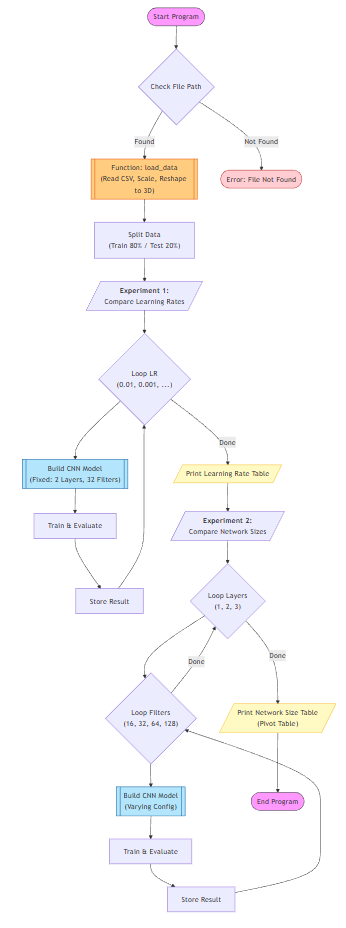 Start Program
Check File Path
Found
Not Found
Function: load_data
(Read CSV, Scale, Reshape
to 3D)
Error: File Not Found
Split Data
(Train 80% / Test 20%)
Experiment 1:
Compare Learning Rates
Loop LR
(0.01, 0.001, ...)
Done
Build CNN Model
(Fixed: 2 Layers, 32 Filters)
Print Learning Rate Table
Train & Evaluate
Experiment 2:
Compare Network Sizes
Store Result
Loop Layers
(1, 2, 3)
Done
Done
Loop Filters
(16, 32, 64, 128)
Print Network Size Table
(Pivot Table)
Build CNN Model
(Varying Config)
End Program
Train & Evaluate
Store Result